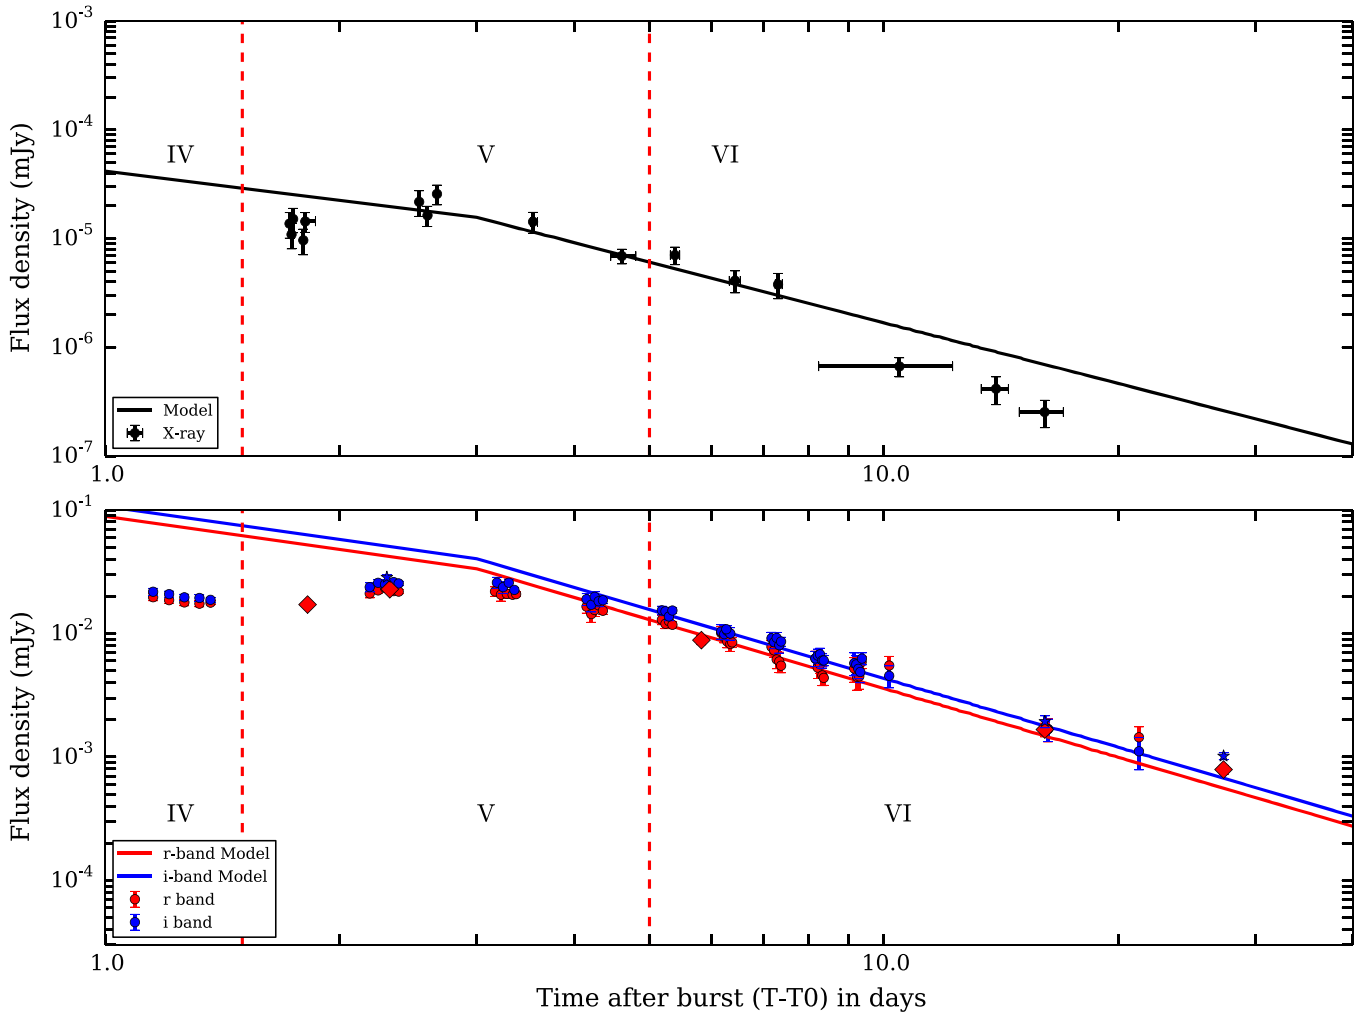 10^-3
10^-4
10^-5
10^-6
10^-7
Flux density (mJy)
IV V VI
Model
X-ray
1.0 10.0
10^-1
10^-2
10^-3
10^-4
Flux density (mJy)
IV V VI
r-band Model
i-band Model
r band
i band
1.0 10.0
Time after burst (T-T0) in days